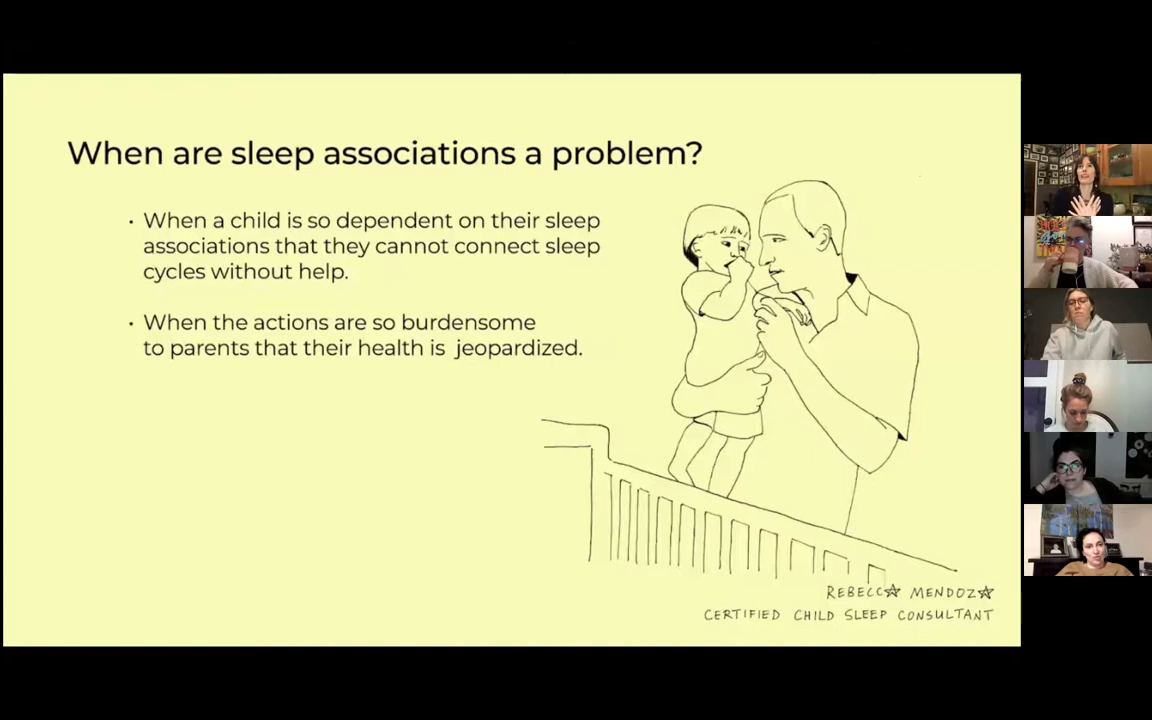 When are sleep associations a problem?
· When a child is so dependent on their sleep
associations that they cannot connect sleep
cycles without help.
· When the actions are so burdensome
to parents that their health is jeopardized.
REBECC☆ MENDOZ☆
CERTIFIED CHILD SLEEP CONSULTANT